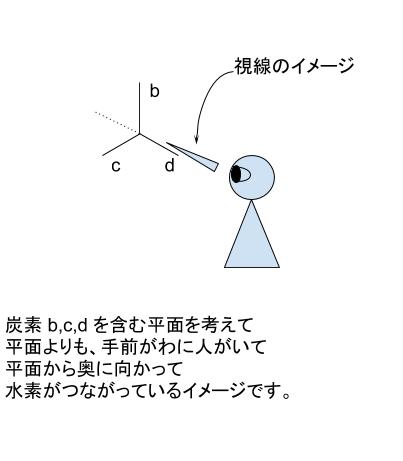 視線のイメージ
b
c
d
炭素 b,c,d を含む平面を考えて
平面よりも、手前がわに人がいて
平面から奥に向かって
水素がつながっているイメージです。